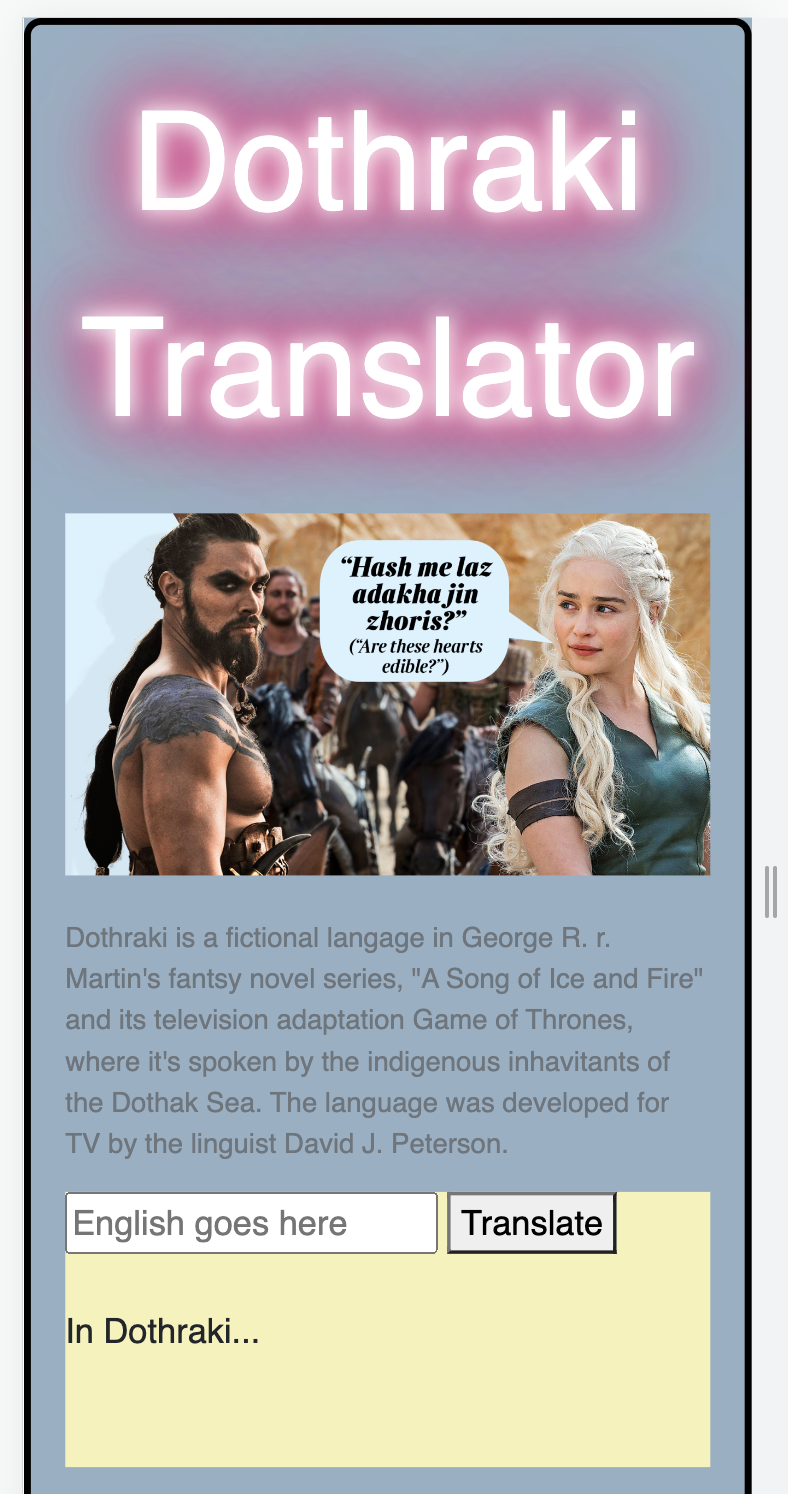 Dothraki
Translator
“Hash me laz
adakha jin
zhoris?”
(“Are these hearts
edible?”)
Dothraki is a fictional langage in George R. r.
Martin's fantsy novel series, "A Song of Ice and Fire"
and its television adaptation Game of Thrones,
where it's spoken by the indigenous inhavitants of
the Dothak Sea. The language was developed for
TV by the linguist David J. Peterson.
English goes here Translate
In Dothraki...